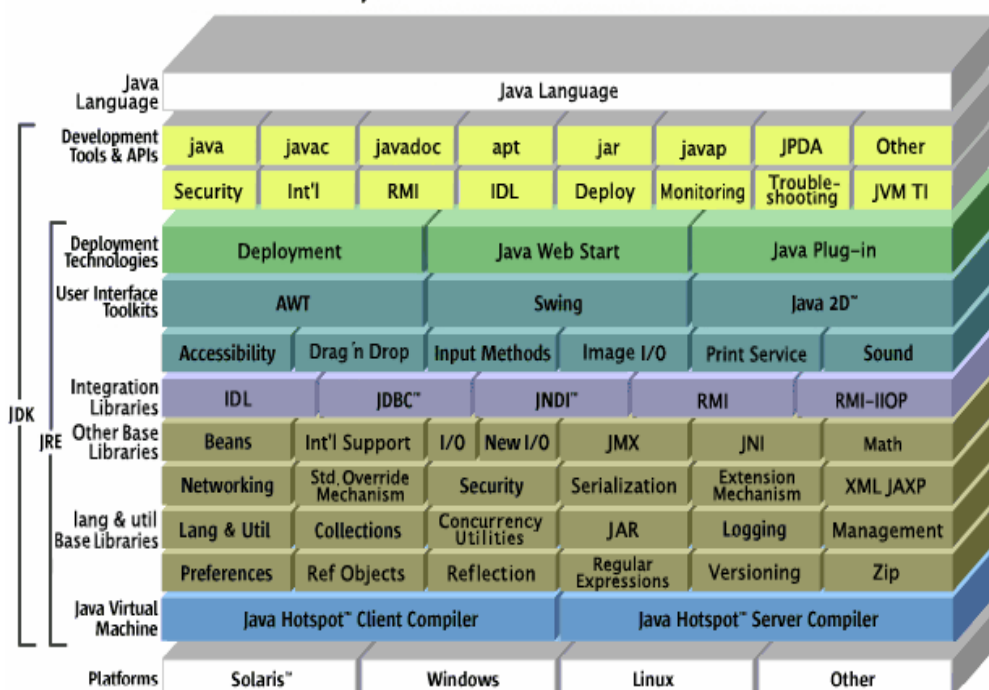 Java Language
Java Language
Development Tools & APIs
java javac javadoc apt jar javap JPDA Other
Security Int'l RMI IDL Deploy Monitoring Trouble-shooting JVM TI
Deployment Technologies
Deployment Java Web Start Java Plug-in
User Interface Toolkits
AWT Swing Java 2D™
Accessibility Drag'n Drop Input Methods Image I/O Print Service Sound
Integration Libraries
IDL JDBC™ JNDI™ RMI RMI-IIOP
JDK
JRE
Other Base Libraries
Beans Int'l Support I/O New I/O JMX JNI Math
Networking Std. Override Mechanism Security Serialization Extension Mechanism XML JAXP
lang & util Base Libraries
Lang & Util Collections Concurrency Utilities JAR Logging Management
Preferences Ref Objects Reflection Regular Expressions Versioning Zip
Java Virtual Machine
Java Hotspot™ Client Compiler Java Hotspot™ Server Compiler
Platforms
Solaris™ Windows Linux Other